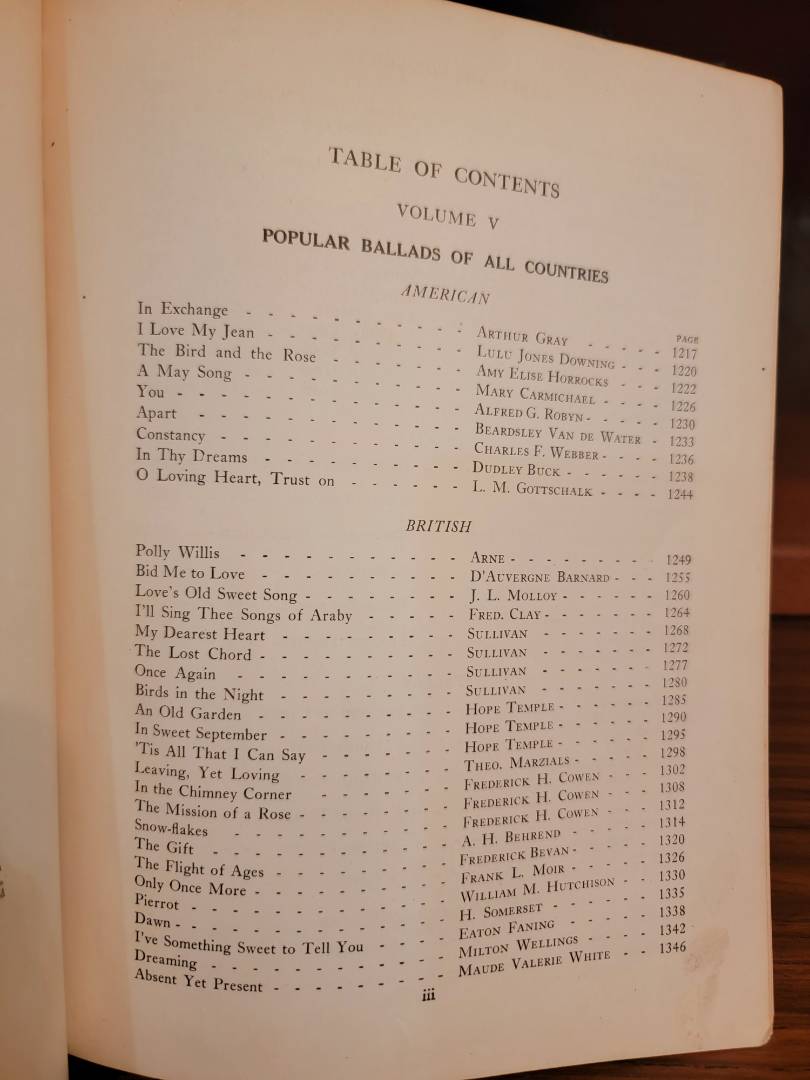 TABLE OF CONTENTS
VOLUME V
POPULAR BALLADS OF ALL COUNTRIES
AMERICAN
PAGE
In Exchange - - - - - - - - ARTHUR GRAY - - - - - 1217
I Love My Jean - - - - - - - LULU JONES DOWNING - - - 1220
The Bird and the Rose - - - - - AMY ELISE HORROCKS - - - 1222
A May Song - - - - - - - - MARY CARMICHAEL - - - - 1226
You - - - - - - - - - - - ALFRED G. ROBYN - - - - - 1230
Apart - - - - - - - - - - BEARDSLEY VAN DE WATER - 1233
Constancy - - - - - - - - - CHARLES F. WEBBER - - - - 1236
In Thy Dreams - - - - - - - DUDLEY BUCK - - - - - - 1238
O Loving Heart, Trust on - - - - - - L. M. GOTTSCHALK - - - - 1244
BRITISH
Polly Willis - - - - - - - - - ARNE - - - - - - - - 1249
Bid Me to Love - - - - - - - - D'AUVERGNE BARNARD - - - 1255
Love's Old Sweet Song - - - - - - J. L. MOLLOY - - - - - - 1260
I'll Sing Thee Songs of Araby - - - - - FRED. CLAY - - - - - - - 1264
My Dearest Heart - - - - - - - - SULLIVAN - - - - - - - 1268
The Lost Chord - - - - - - - - SULLIVAN - - - - - - - 1272
Once Again - - - - - - - - - SULLIVAN - - - - - - - 1277
Birds in the Night - - - - - - - - SULLIVAN - - - - - - - 1280
An Old Garden - - - - - - - - HOPE TEMPLE - - - - - - 1285
In Sweet September - - - - - - - HOPE TEMPLE - - - - - - 1290
'Tis All That I Can Say - - - - - - HOPE TEMPLE - - - - - - 1295
Leaving, Yet Loving - - - - - - - THEO. MARZIALS - - - - - 1298
In the Chimney Corner - - - - - - FREDERICK H. COWEN - - - 1302
The Mission of a Rose - - - - - - - FREDERICK H. COWEN - - - 1308
Snow-flakes - - - - - - - - - FREDERICK H. COWEN - - - 1312
The Gift - - - - - - - - - - A. H. BEHREND - - - - - 1314
The Flight of Ages - - - - - - - - FREDERICK BEVAN - - - - - 1320
Only Once More - - - - - - - - FRANK L. MOIR - - - - - 1326
Pierrot - - - - - - - - - - - WILLIAM M. HUTCHISON - - 1330
Dawn - - - - - - - - - - - H. SOMERSET - - - - - - 1335
I've Something Sweet to Tell You - - - - EATON FANING - - - - - 1338
Dreaming - - - - - - - - - - MILTON WELLINGS - - - - 1342
Absent Yet Present - - - - - - - - MAUDE VALERIE WHITE - - 1346
iii